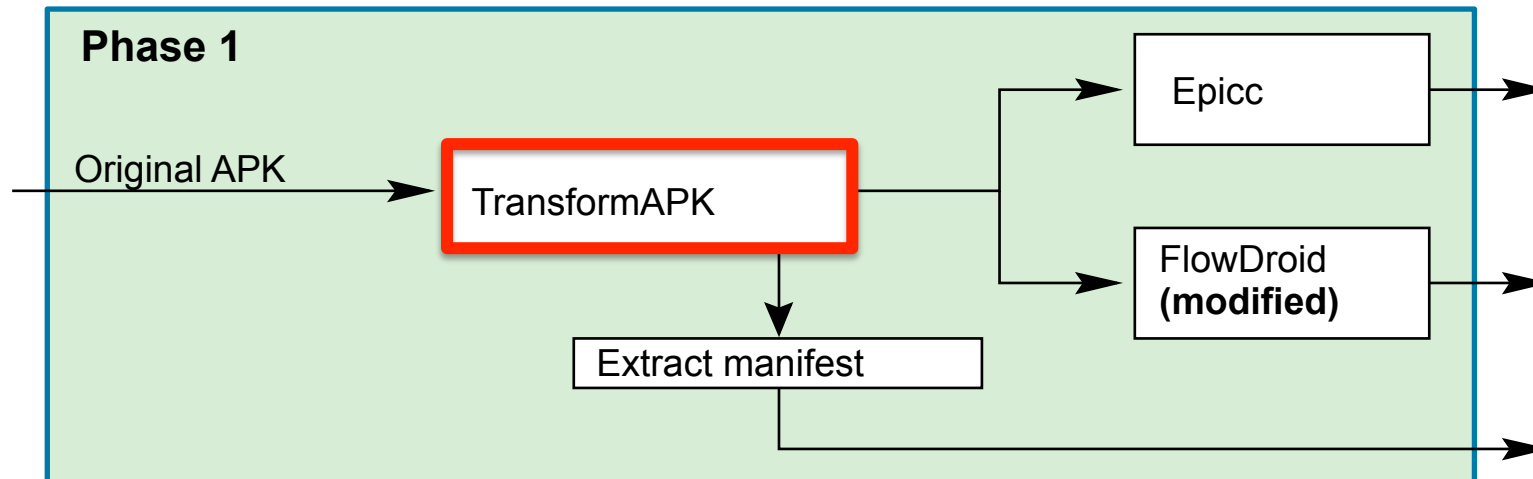 Phase 1
Original APK
TransformAPK
Epicc
FlowDroid
(modified)
Extract manifest